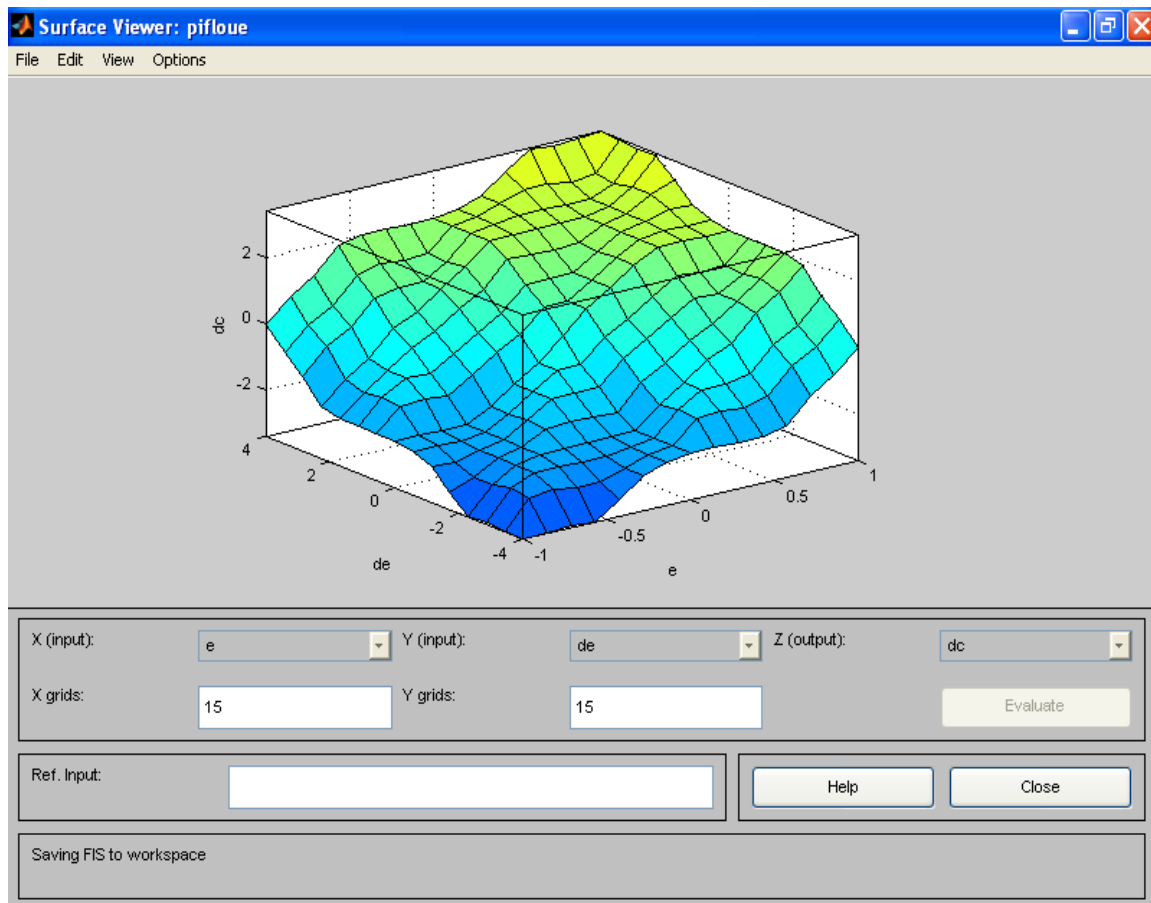 Surface Viewer: pifloue
File Edit View Options
2
0
-2
dc
4
2
0
-2
-4
de
-1
-0.5
0
0.5
1
e
X (input): e Y (input): de Z (output): dc
X grids: 15 Y grids: 15 Evaluate
Ref. Input: Help Close
Saving FIS to workspace